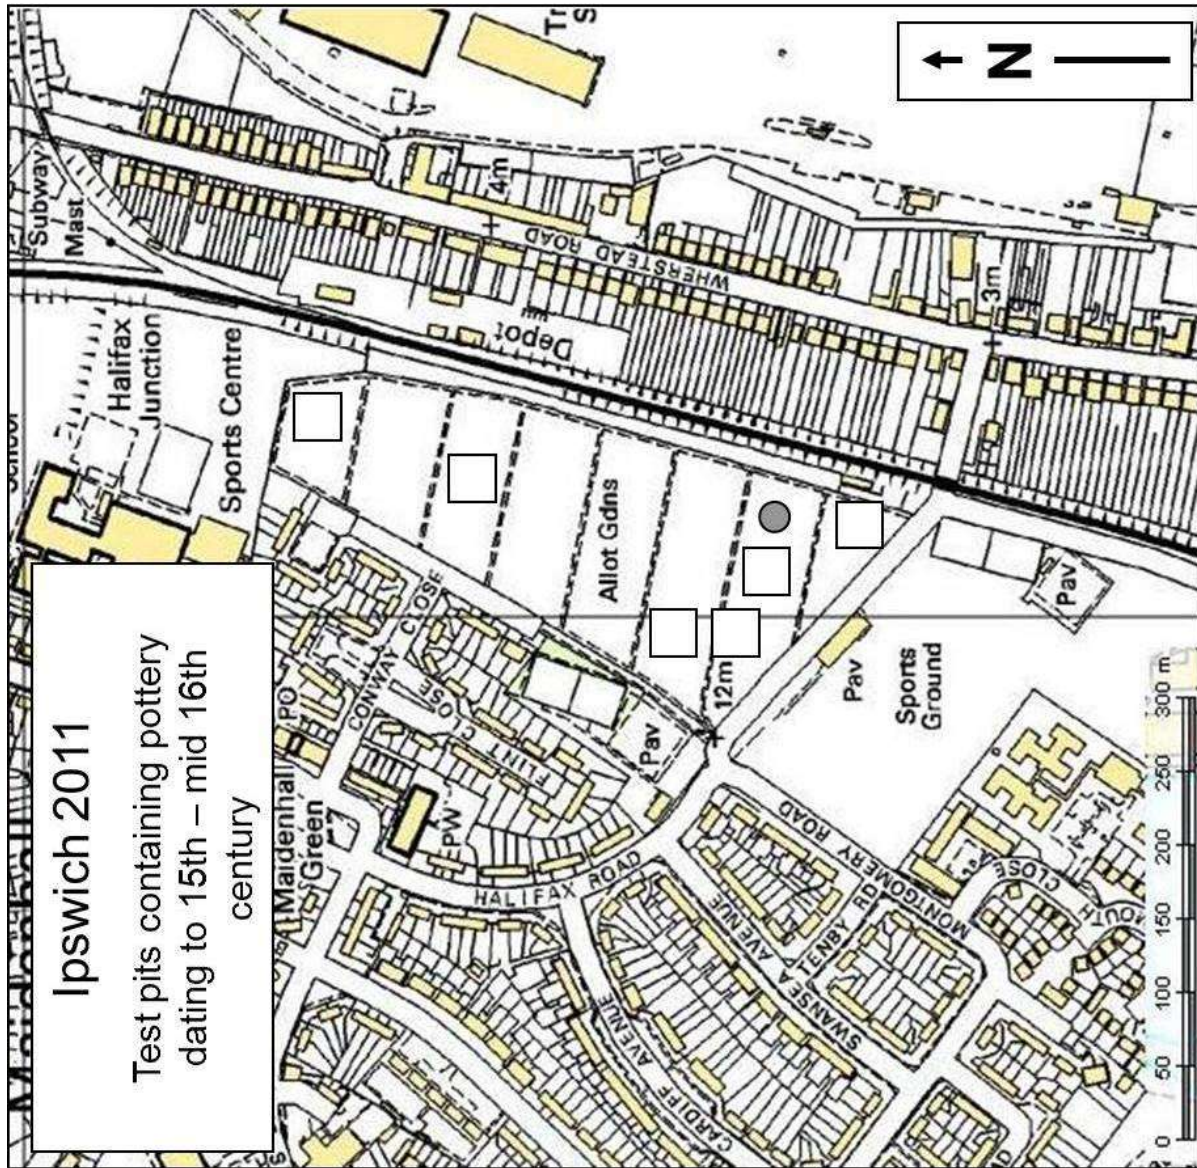 Ipswich 2011
Test pits containing pottery
dating to 15th – mid 16th
century
N
Subway
Mast
Halifax
Junction
Sports Centre
Depot
WHERSTEAD ROAD
4m
3m
Allot Gdns
12m
Pav
Pav
Pav
Sports
Ground
Maidenhall
Green
PO
PW
CONWAY CLOSE
FLINT CLOSE
HALIFAX ROAD
CARDIFF AVENUE
SWANSEA AVENUE
TENBY RD
MONTGOMERY ROAD
CLOSE
0 50 100 150 200 250 300 m